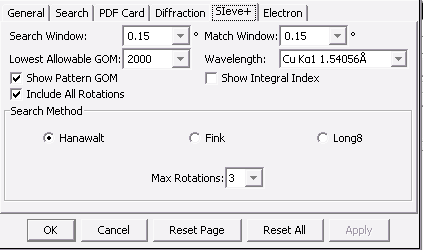 General Search PDF Card Diffraction SIeve+ Electron
Search Window: 0.15 ° Match Window: 0.15 °
Lowest Allowable GOM: 2000 Wavelength: Cu Kα1 1.54056Å
Show Pattern GOM Show Integral Index
Include All Rotations
Search Method
Hanawalt Fink Long8
Max Rotations: 3
OK Cancel Reset Page Reset All Apply